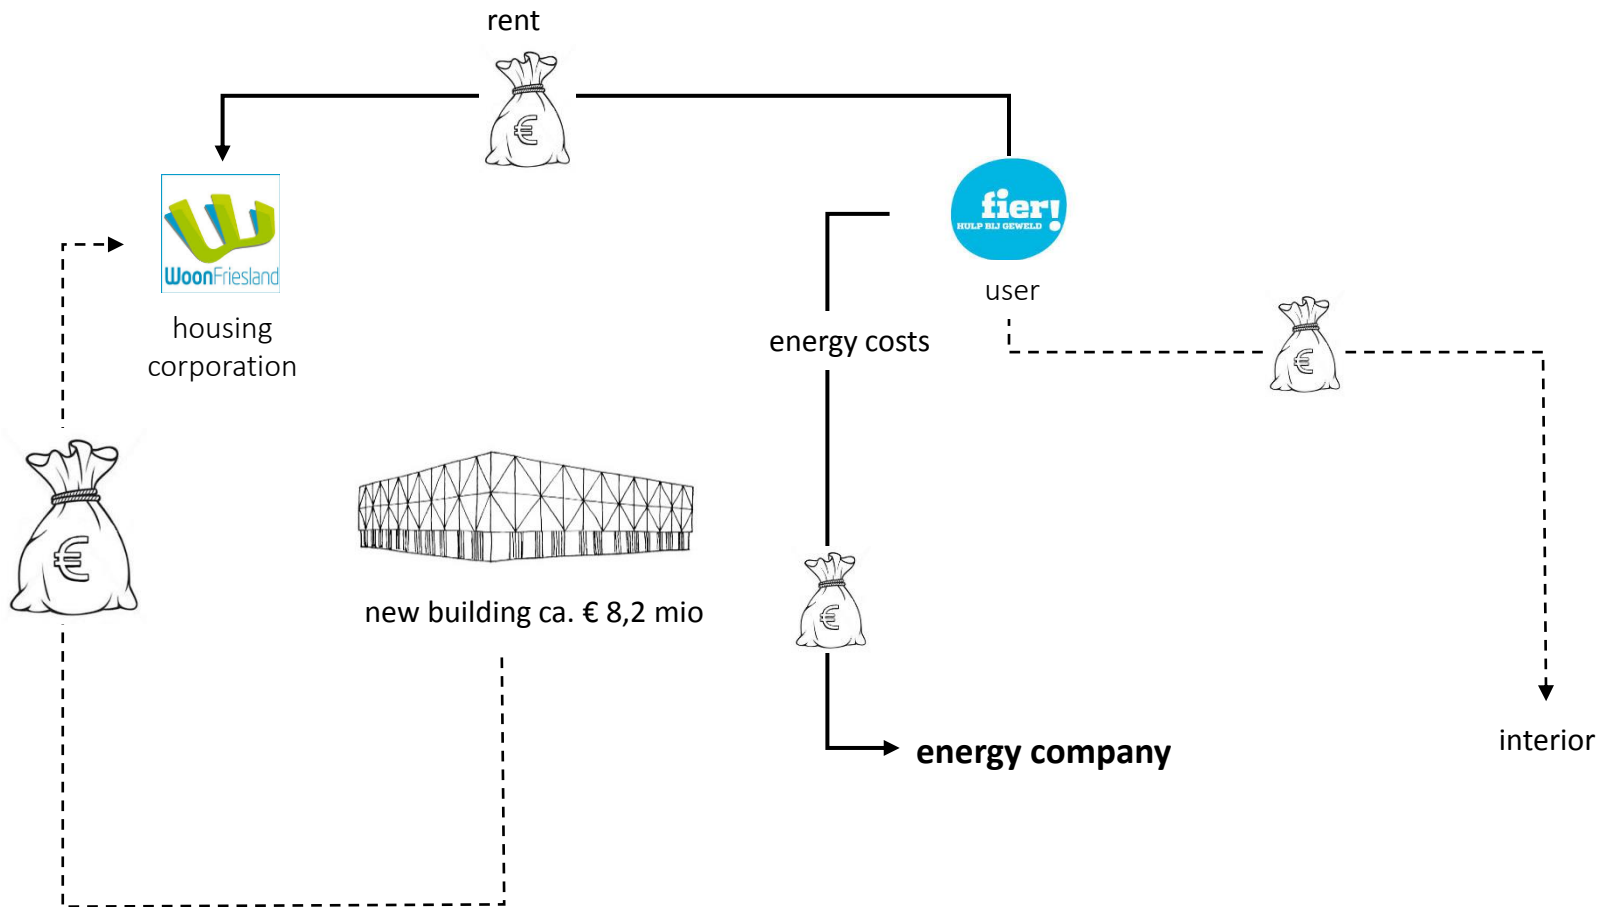 rent
€
WoonFriesland
housing
corporation
fier!
HULP BIJ GEWELD
user
energy costs
€
€
new building ca. € 8,2 mio
€
energy company
interior